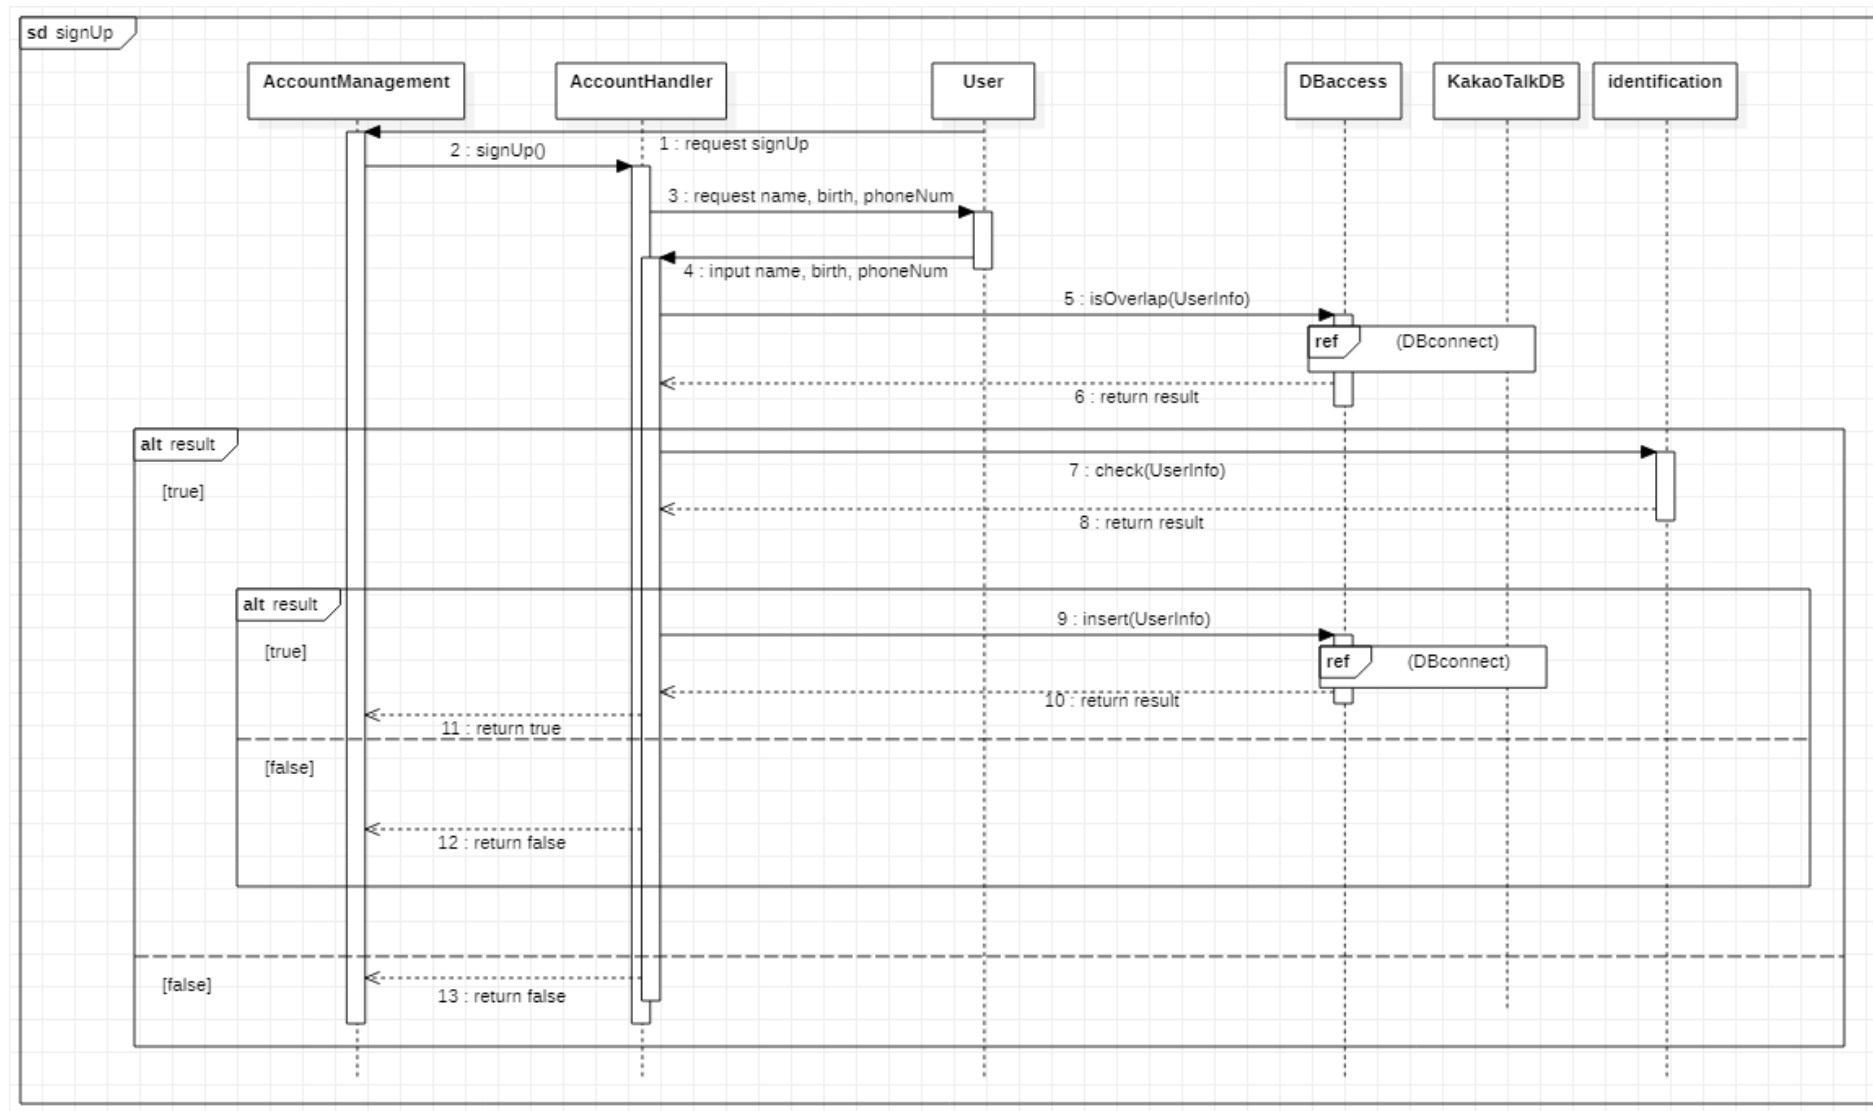 sd signUp
AccountManagement
AccountHandler
User
DBaccess
KakaoTalkDB
identification
1 : request signUp
2 : signUp()
3 : request name, birth, phoneNum
4 : input name, birth, phoneNum
5 : isOverlap(UserInfo)
ref (DBconnect)
6 : return result
alt result
[true]
7 : check(UserInfo)
8 : return result
alt result
[true]
9 : insert(UserInfo)
ref (DBconnect)
10 : return result
11 : return true
[false]
12 : return false
[false]
13 : return false